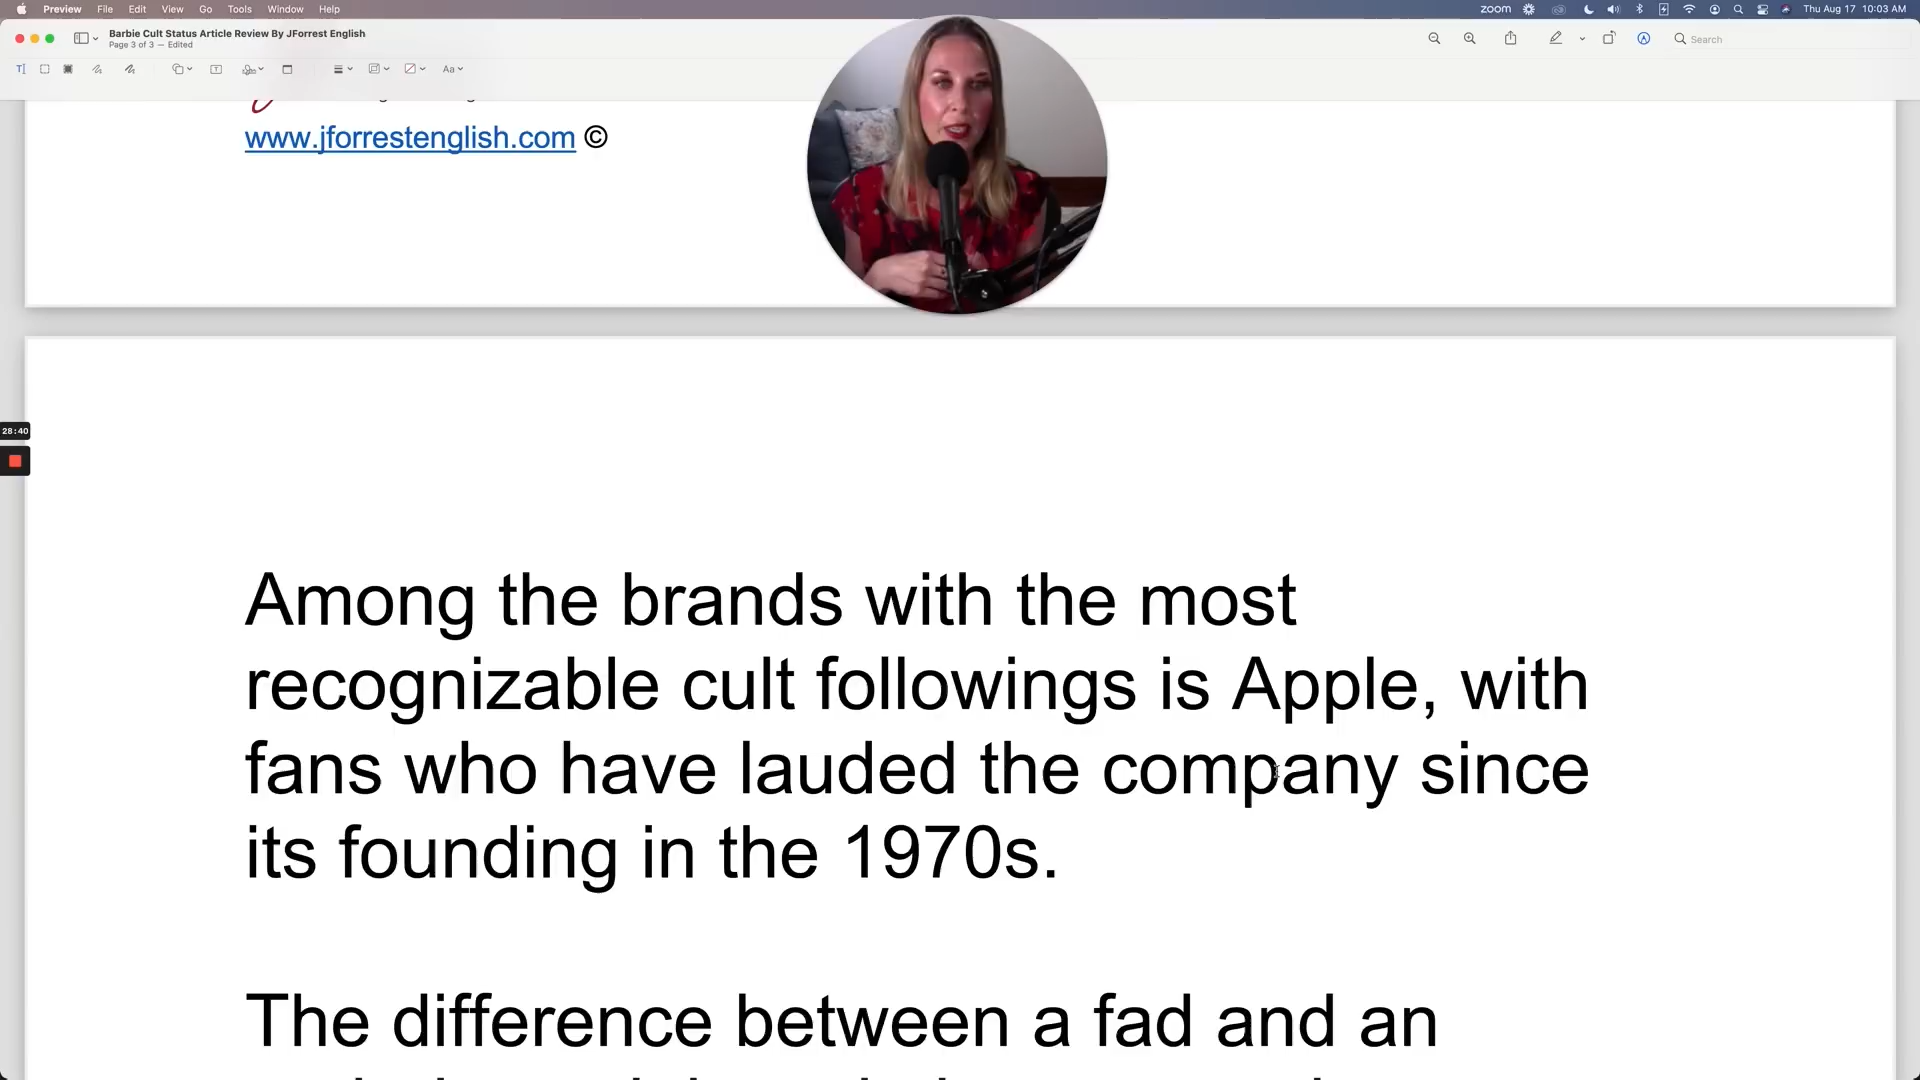 Preview File Edit View Go Tools Window Help
zoom Thu Aug 17 10:03 AM
Barbie Cult Status Article Review By JForrest English
Page 3 of 3 — Edited
Search
Aa
www.jforrestenglish.com ©
28:40
Among the brands with the most
recognizable cult followings is Apple, with
fans who have lauded the company since
its founding in the 1970s.
The difference between a fad and an